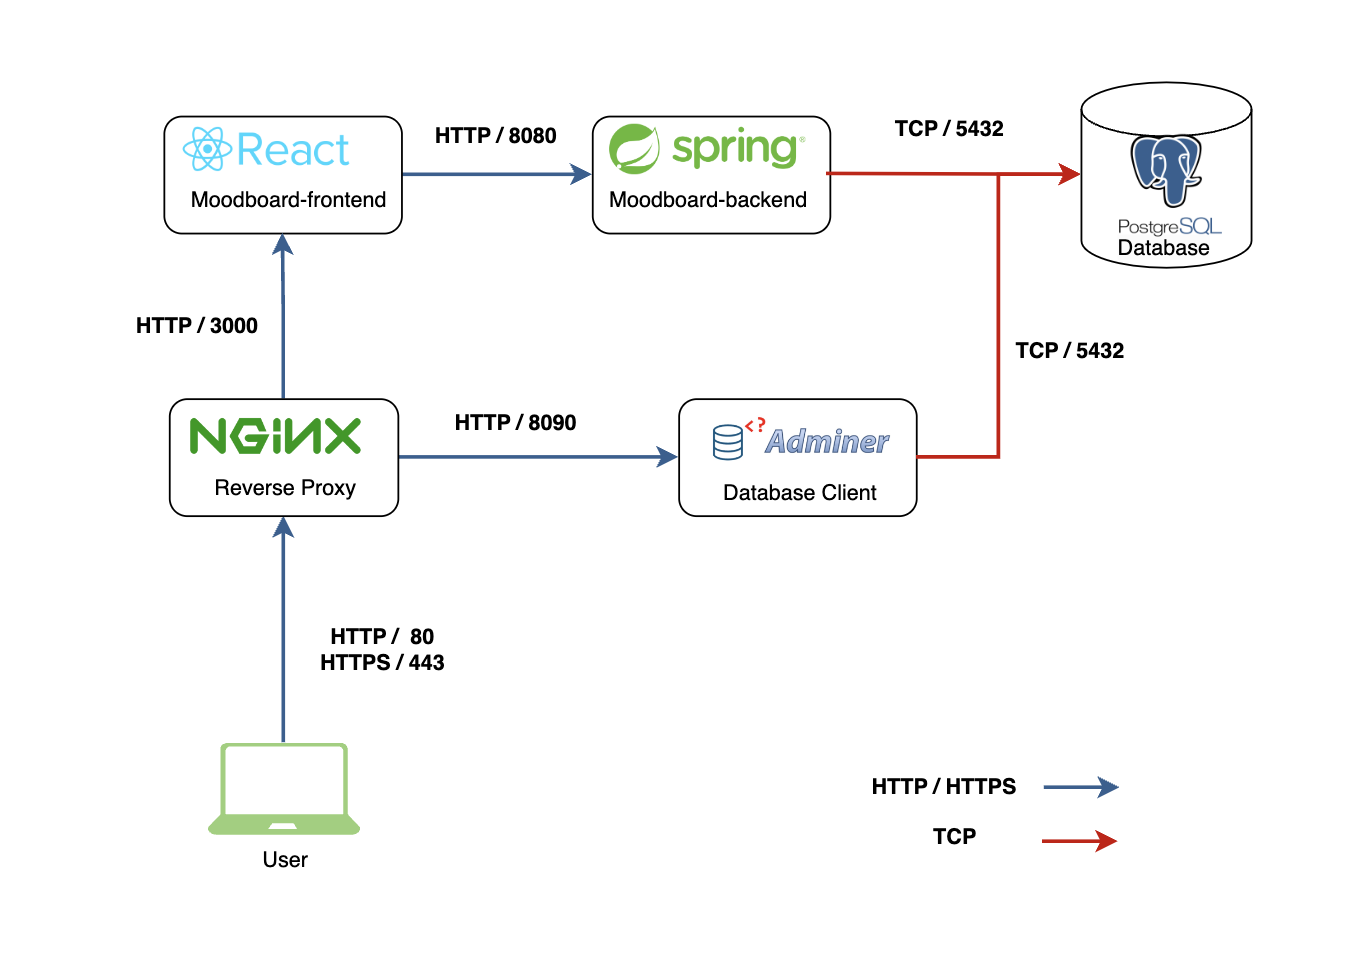 React
Moodboard-frontend
HTTP / 8080
spring®
Moodboard-backend
TCP / 5432
PostgreSQL
Database
HTTP / 3000
TCP / 5432
NGINX
Reverse Proxy
HTTP / 8090
<? Adminer
Database Client
HTTP / 80
HTTPS / 443
User
HTTP / HTTPS
TCP